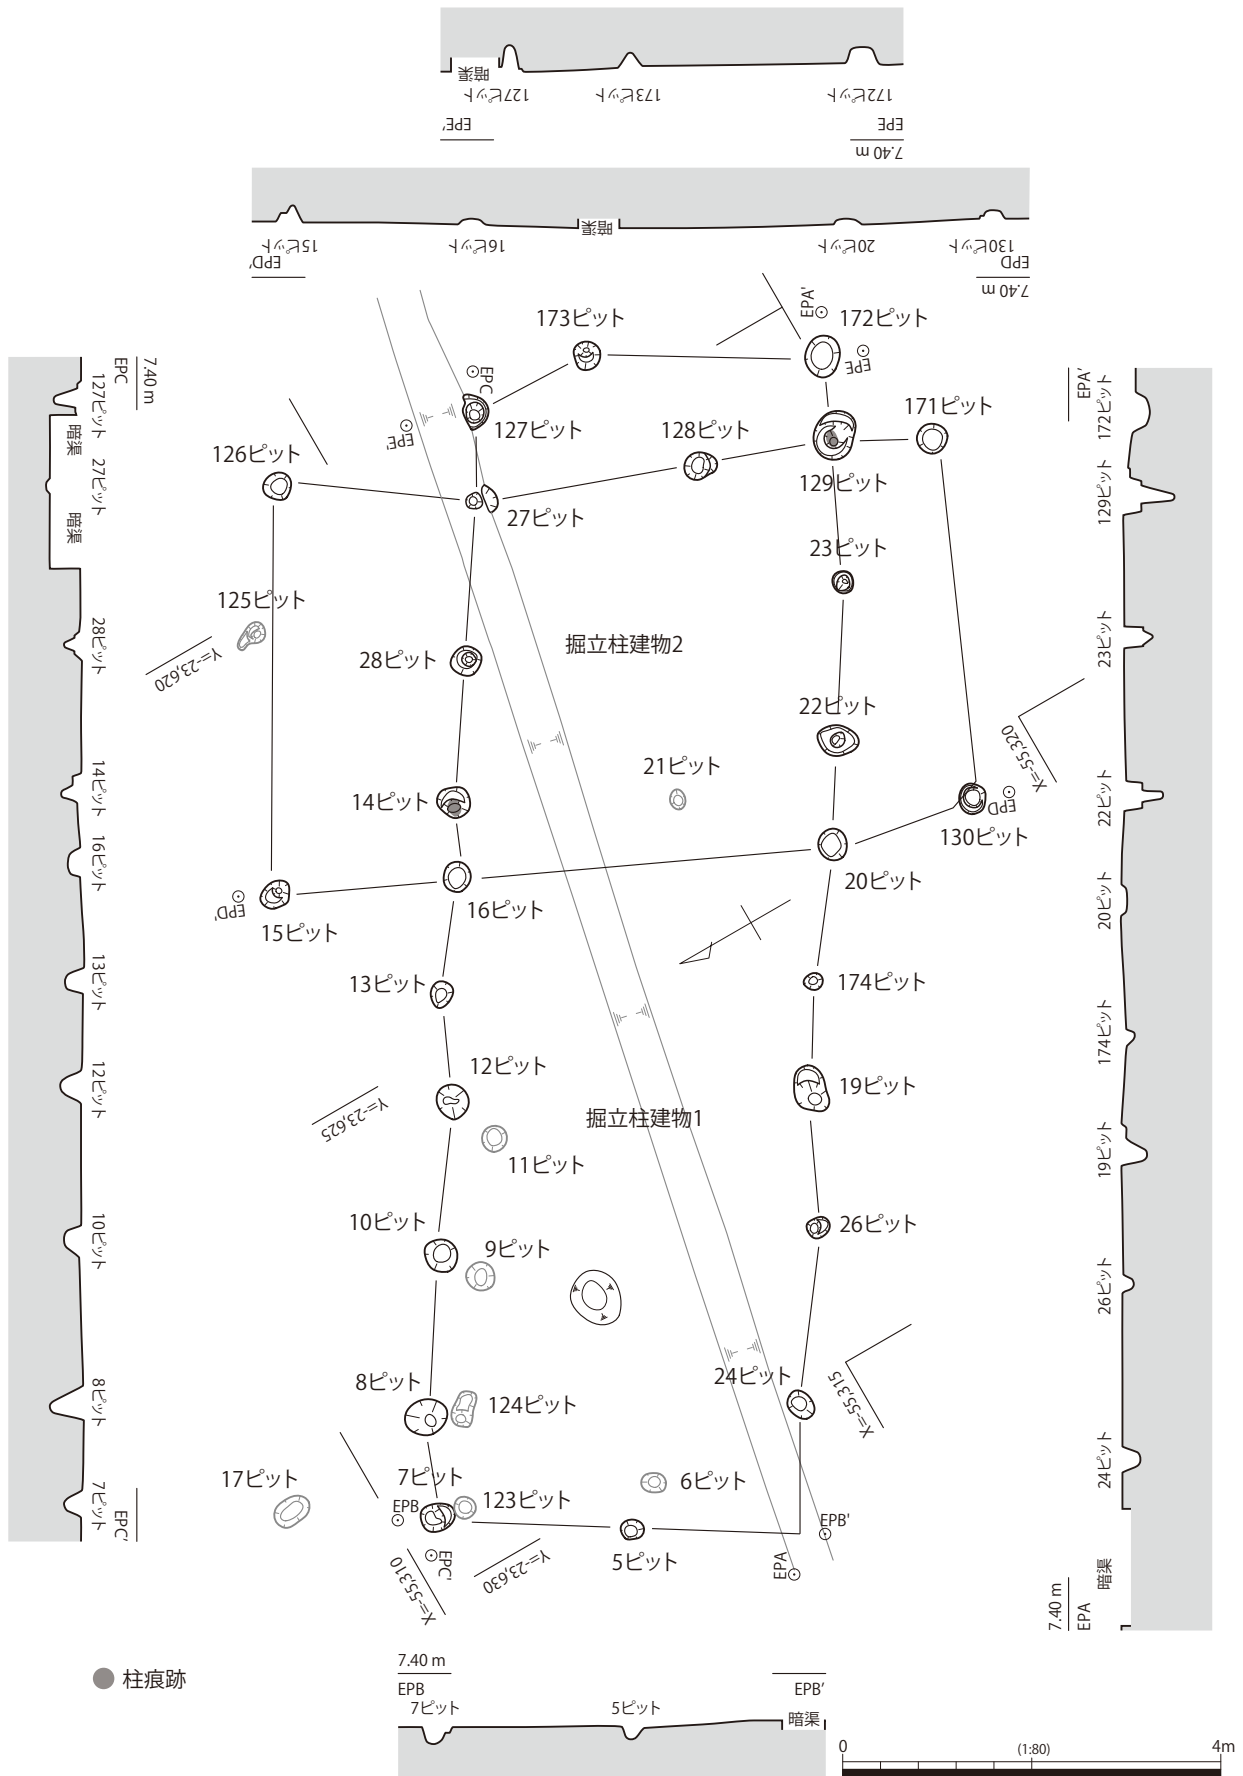 暗渠
127ピット
173ピット
172ピット
EPE'
EPE
7.40 m
暗渠
15ピット
16ピット
20ピット
130ピット
EPD'
EPD
7.40 m
EPC
7.40 m
127ピット
暗渠
27ピット
暗渠
28ピット
14ピット
16ピット
13ピット
12ピット
10ピット
8ピット
7ピット
EPC'
173ピット
EPA'
172ピット
EPE
EPC
EPE'
127ピット
128ピット
171ピット
126ピット
129ピット
27ピット
23ピット
125ピット
Y=-23,620
28ピット
掘立柱建物2
22ピット
21ピット
14ピット
X=-55,320
EPD
130ピット
20ピット
16ピット
EPD'
15ピット
13ピット
174ピット
12ピット
19ピット
Y=-23,625
掘立柱建物1
11ピット
10ピット
9ピット
26ピット
8ピット
124ピット
24ピット
X=-55,315
17ピット
7ピット
123ピット
6ピット
EPB
EPB'
5ピット
EPC'
X=-55,310
Y=-23,630
EPA
EPA'
172ピット
129ピット
23ピット
22ピット
20ピット
174ピット
19ピット
26ピット
24ピット
暗渠
7.40 m
EPA
柱痕跡
7.40 m
EPB
EPB'
7ピット
5ピット
暗渠
0
(1:80)
4m